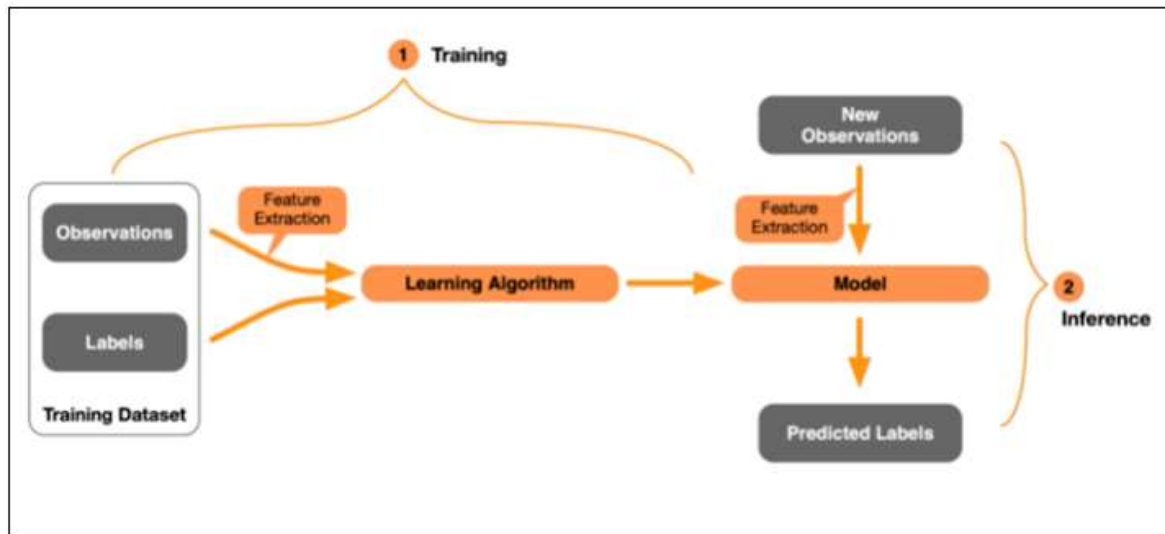 1 Training
New
Observations
Feature
Extraction
Observations
Feature
Extraction
Learning Algorithm
Model
2
Inference
Labels
Training Dataset
Predicted Labels